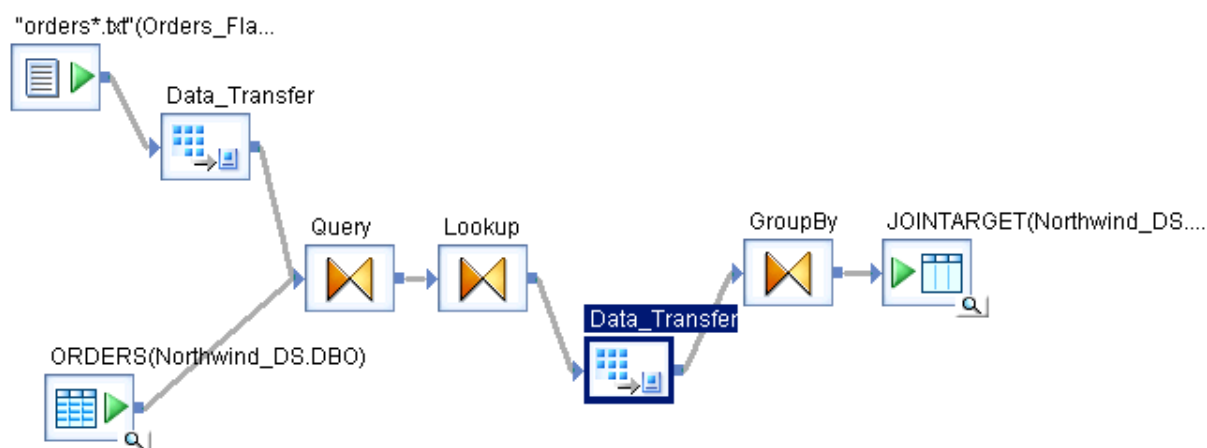 "orders*.txt"(Orders_Fla...
Data_Transfer
Query
Lookup
GroupBy
JOINTARGET(Northwind_DS....
Data_Transfer
ORDERS(Northwind_DS.DBO)